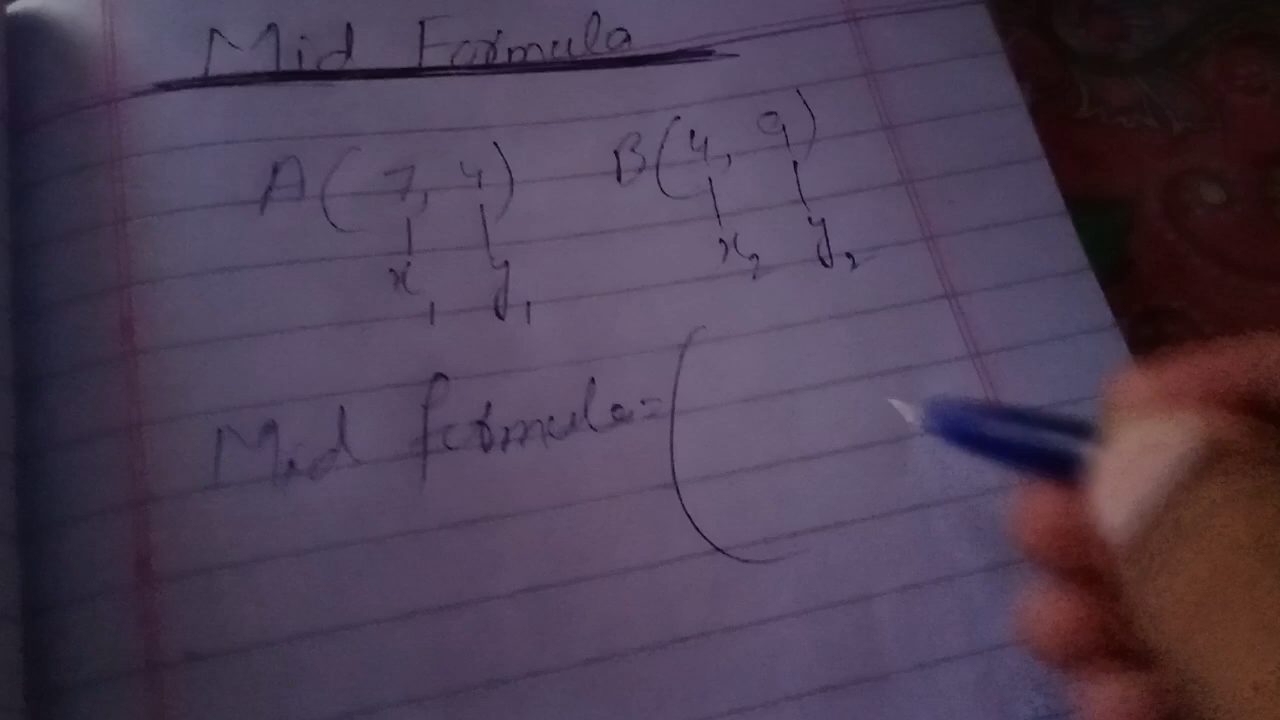 Mid Formula
A(7, 4) B(4, 9)
x₁ y₁ x₂ y₂
Mid formula = (